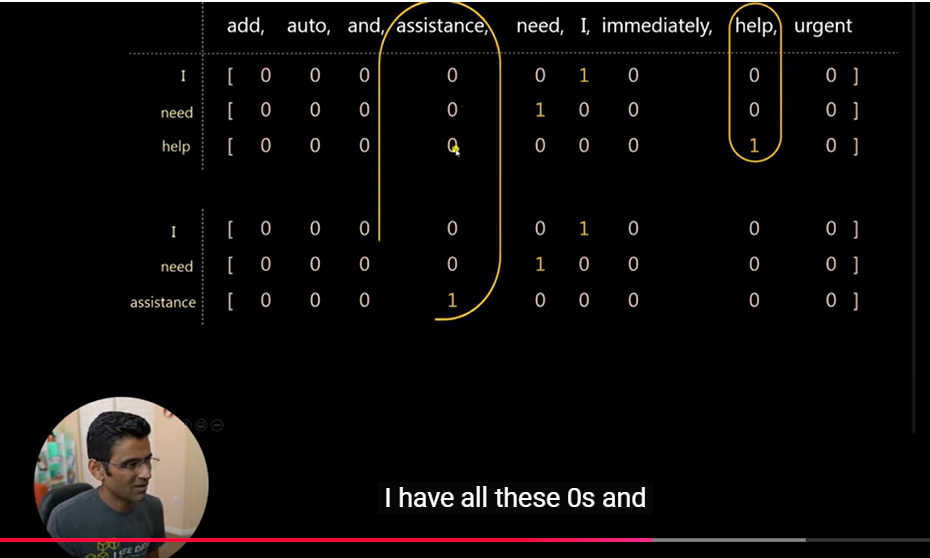 add, auto, and, assistance, need, I, immediately, help, urgent
I [ 0 0 0 0 0 1 0 0 0 ]
need [ 0 0 0 0 1 0 0 0 0 ]
help [ 0 0 0 0 0 0 0 1 0 ]
I [ 0 0 0 0 0 1 0 0 0 ]
need [ 0 0 0 0 1 0 0 0 0 ]
assistance [ 0 0 0 1 0 0 0 0 0 ]
I SEE DATA
I have all these 0s and